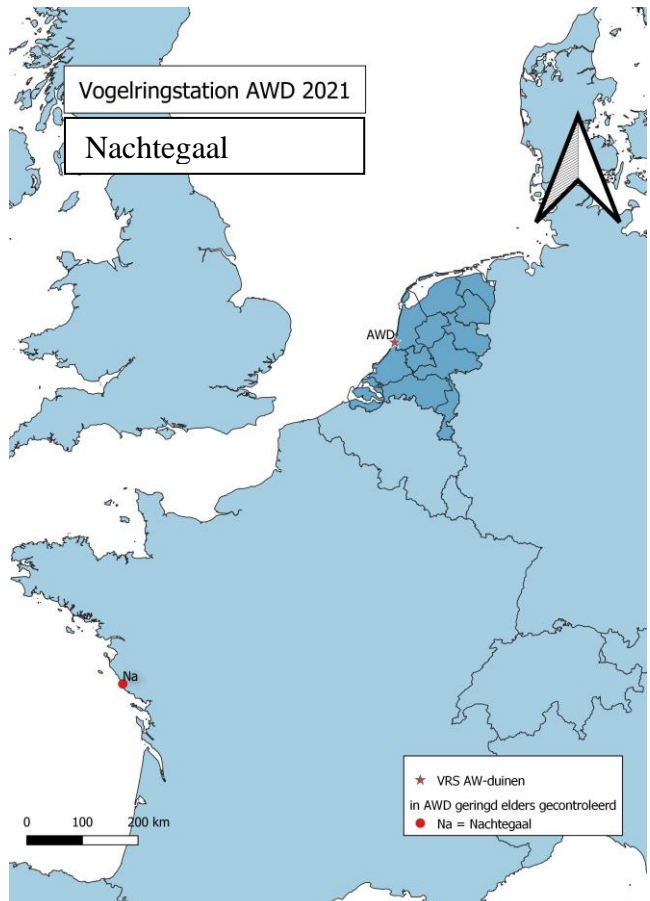 Vogelringstation AWD 2021
Nachtegaal
AWD
Na
VRS AW-duinen
in AWD geringd elders gecontroleerd
Na = Nachtegaal
0 100 200 km